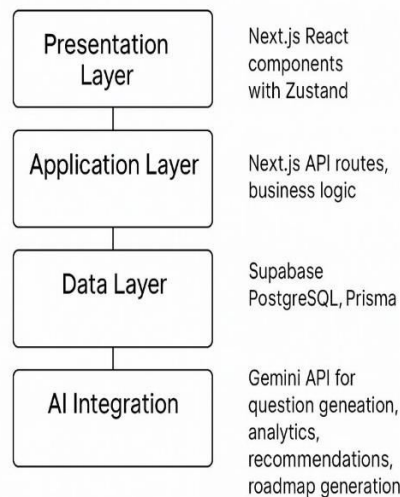 Presentation
Layer
Next.js React
components
with Zustand
Application Layer
Next.js API routes,
business logic
Data Layer
Supabase
PostgreSQL, Prisma
AI Integration
Gemini API for
question geneation,
analytics,
recommendations,
roadmap generation